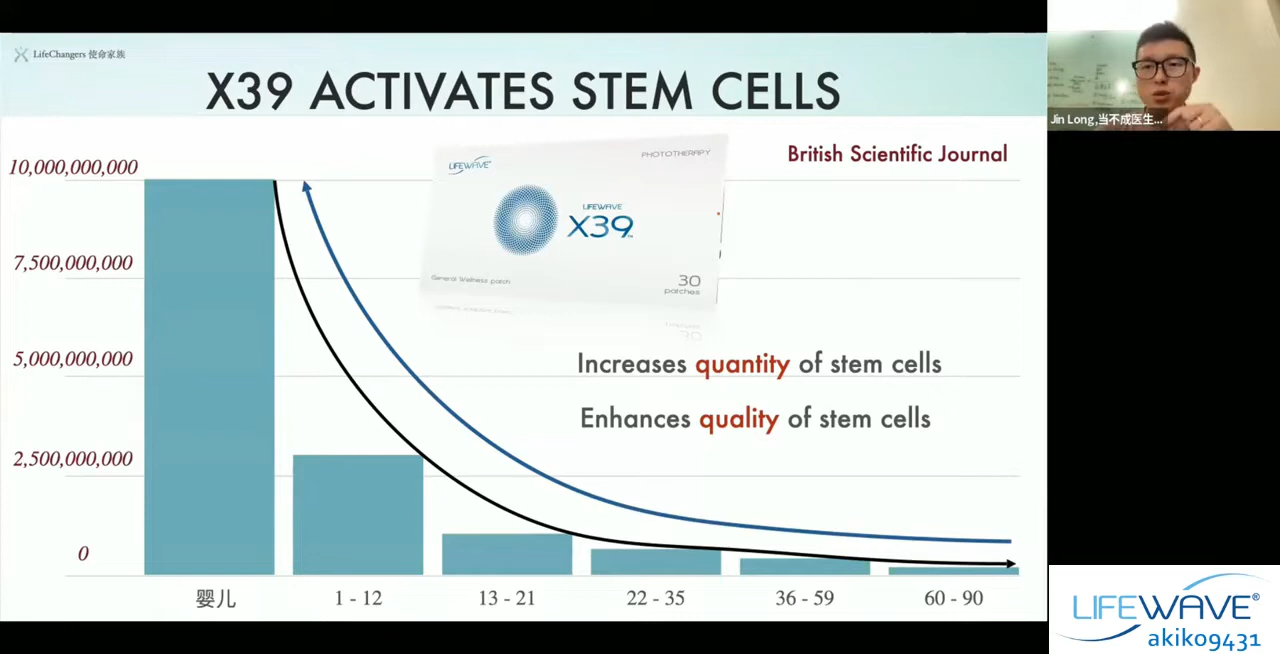 LifeChangers 使命家族
X39 ACTIVATES STEM CELLS
British Scientific Journal
10,000,000,000
7,500,000,000
5,000,000,000
2,500,000,000
0
LIFEWAVE
PHOTOTHERAPY
LIFEWAVE
X39
General Wellness patch
30
patches
Increases quantity of stem cells
Enhances quality of stem cells
婴儿
1 - 12
13 - 21
22 - 35
36 - 59
60 - 90
Jin Long,当不成医生...
LIFEWAVE®
akiko9431